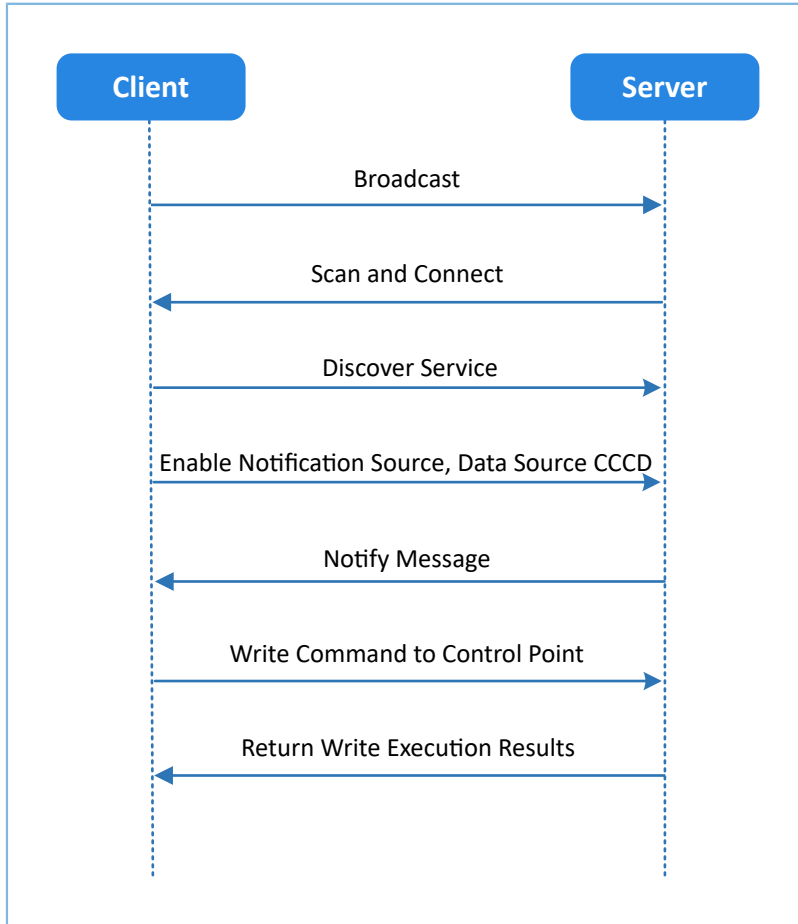 Client
Server
Broadcast
Scan and Connect
Discover Service
Enable Notification Source, Data Source CCCD
Notify Message
Write Command to Control Point
Return Write Execution Results